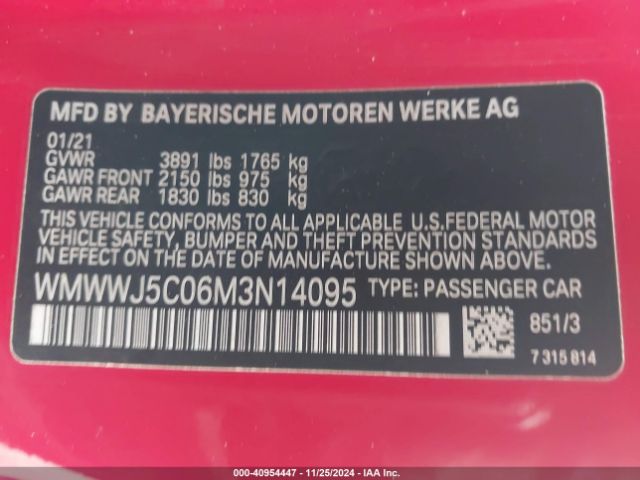 MFD BY BAYERISCHE MOTOREN WERKE AG
01/21
GVWR 3891 lbs 1765 kg
GAWR FRONT 2150 lbs 975 kg
GAWR REAR 1830 lbs 830 kg
THIS VEHICLE CONFORMS TO ALL APPLICABLE U.S.FEDERAL MOTOR
VEHICLE SAFETY, BUMPER AND THEFT PREVENTION STANDARDS
IN EFFECT ON THE DATE OF MANUFACTURE SHOWN ABOVE.
WMWWJ5C06M3N14095 TYPE: PASSENGER CAR
851/3
7 315 814
000-40954447 - 11/25/2024 - IAA Inc.